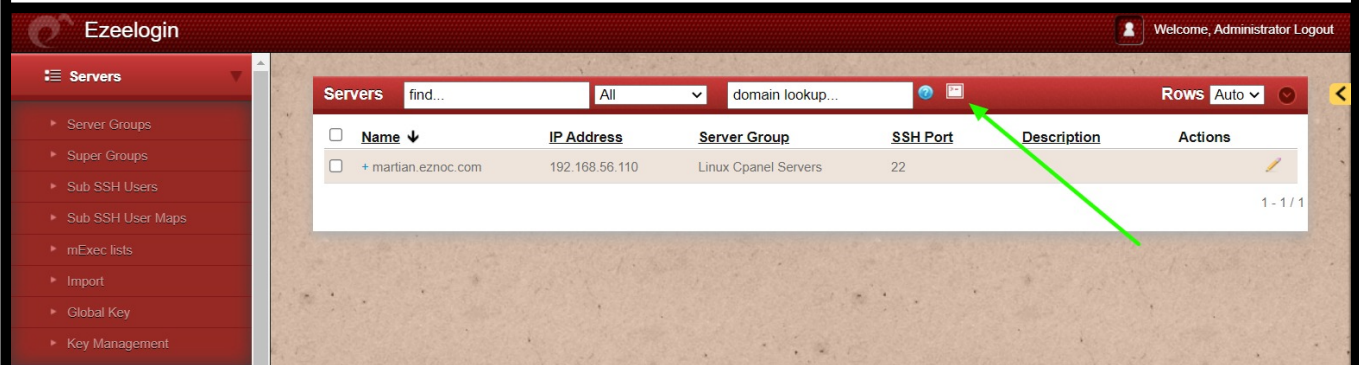 Ezeelogin
Welcome, Administrator Logout
Servers
Server Groups
Super Groups
Sub SSH Users
Sub SSH User Maps
mExec lists
Import
Global Key
Key Management
Servers find... All domain lookup... ? Rows Auto
Name IP Address Server Group SSH Port Description Actions
+ martian.eznoc.com 192.168.56.110 Linux Cpanel Servers 22
1 - 1 / 1